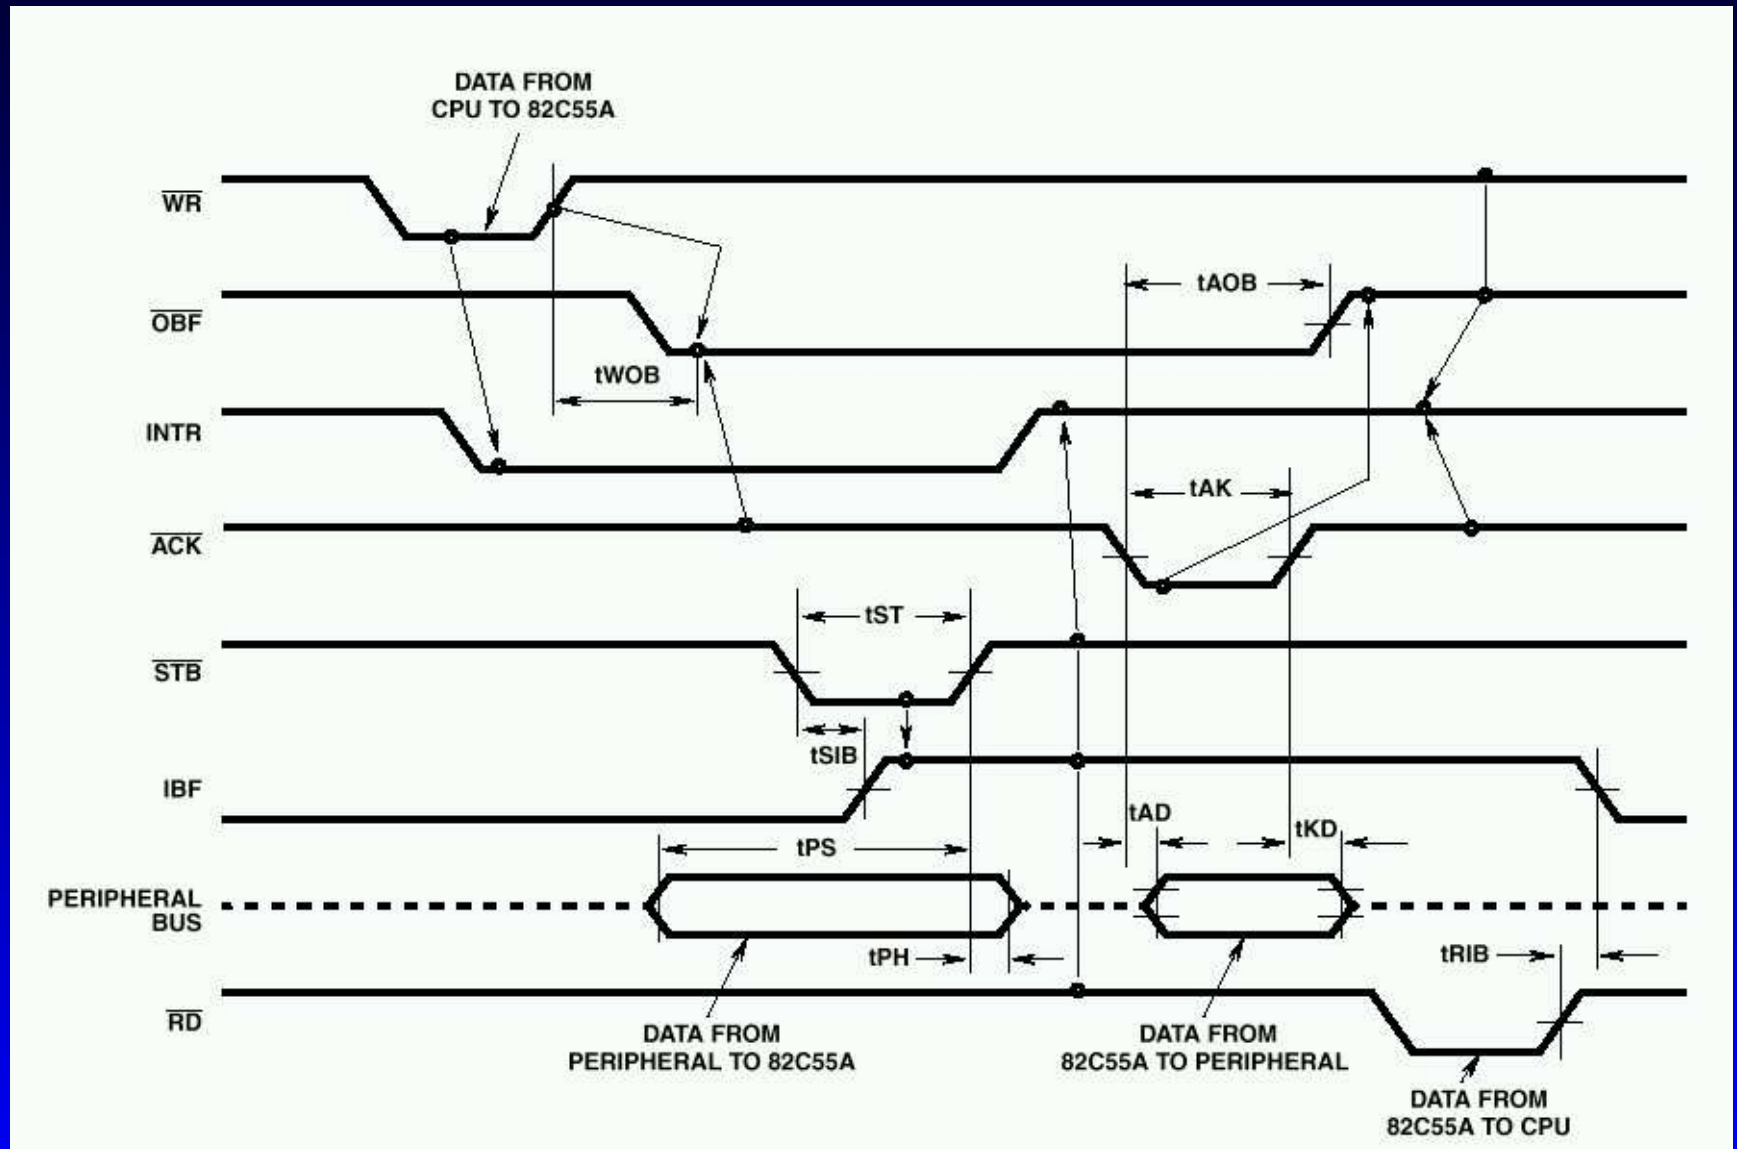 DATA FROM
CPU TO 82C55A
WR
tAOB
OBF
tWOB
INTR
tAK
ACK
tST
STB
tSIB
IBF
tAD
tKD
tPS
PERIPHERAL
BUS
tPH
tRIB
RD
DATA FROM
PERIPHERAL TO 82C55A
DATA FROM
82C55A TO PERIPHERAL
DATA FROM
82C55A TO CPU